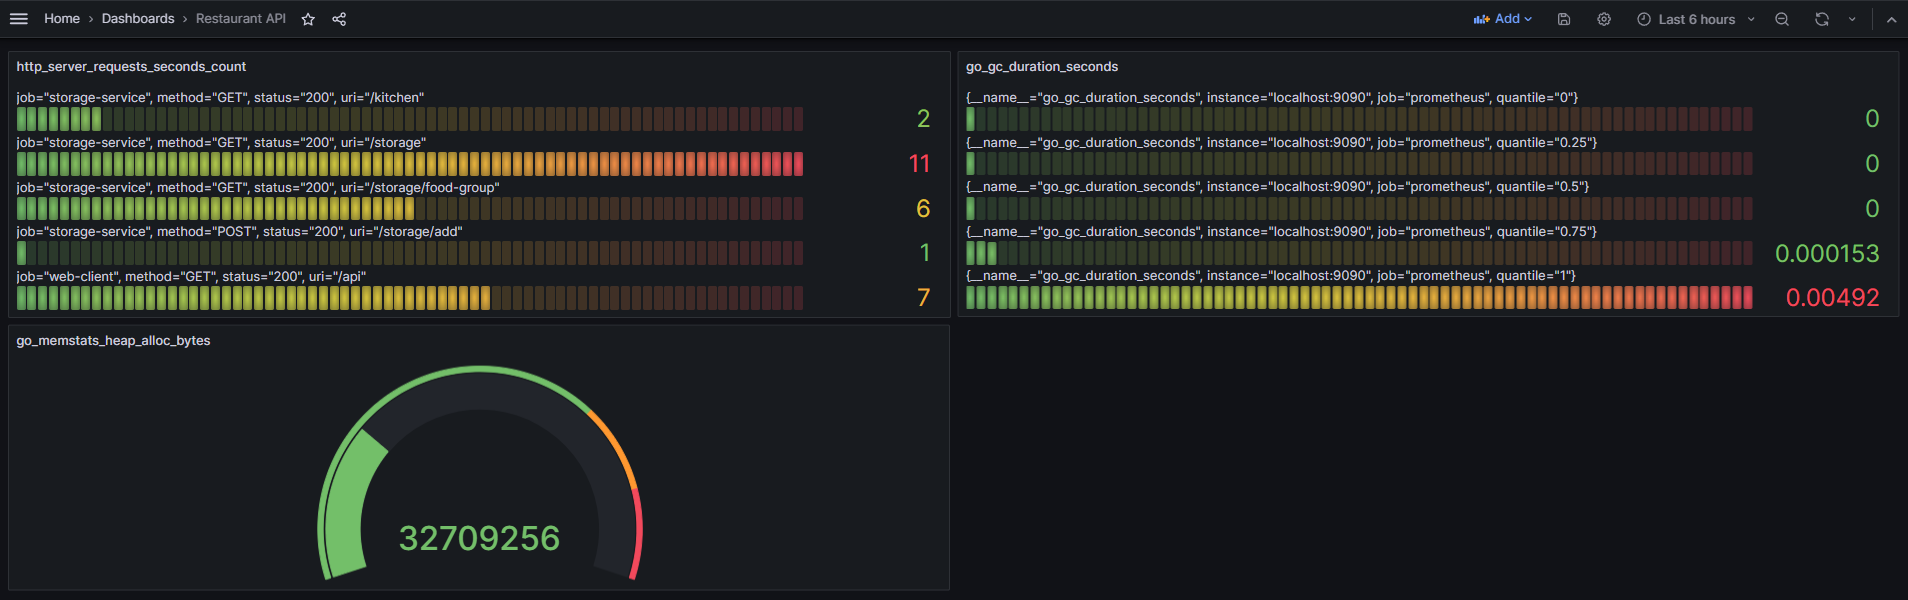 Home › Dashboards › Restaurant API
Add
Last 6 hours
http_server_requests_seconds_count
job="storage-service", method="GET", status="200", uri="/kitchen"
2
job="storage-service", method="GET", status="200", uri="/storage"
11
job="storage-service", method="GET", status="200", uri="/storage/food-group"
6
job="storage-service", method="POST", status="200", uri="/storage/add"
1
job="web-client", method="GET", status="200", uri="/api"
7
go_gc_duration_seconds
{__name__="go_gc_duration_seconds", instance="localhost:9090", job="prometheus", quantile="0"}
0
{__name__="go_gc_duration_seconds", instance="localhost:9090", job="prometheus", quantile="0.25"}
0
{__name__="go_gc_duration_seconds", instance="localhost:9090", job="prometheus", quantile="0.5"}
0
{__name__="go_gc_duration_seconds", instance="localhost:9090", job="prometheus", quantile="0.75"}
0.000153
{__name__="go_gc_duration_seconds", instance="localhost:9090", job="prometheus", quantile="1"}
0.00492
go_memstats_heap_alloc_bytes
32709256